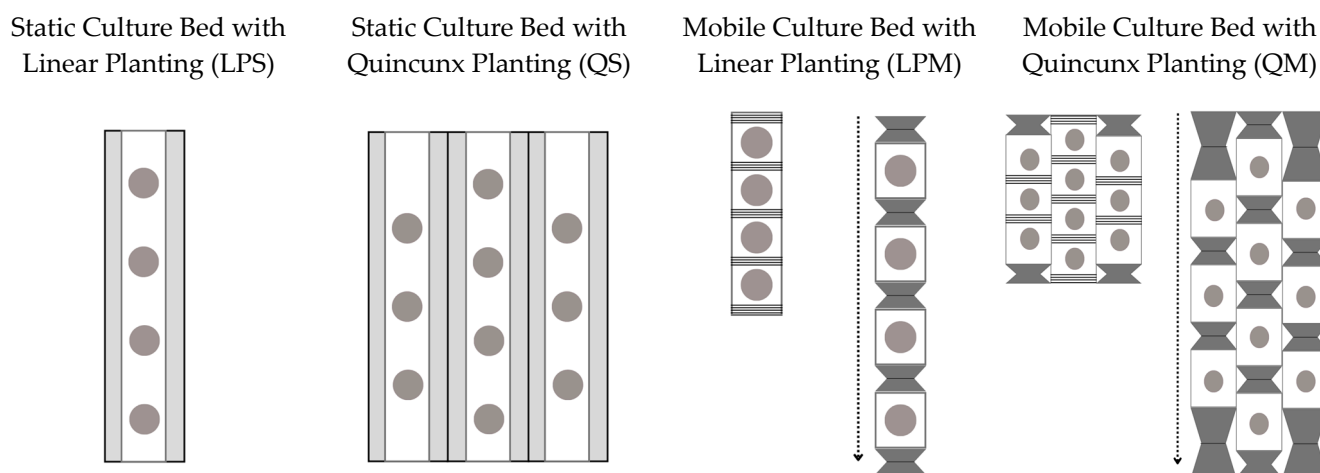 Static Culture Bed with
Linear Planting (LPS)
Static Culture Bed with
Quincunx Planting (QS)
Mobile Culture Bed with
Linear Planting (LPM)
Mobile Culture Bed with
Quincunx Planting (QM)